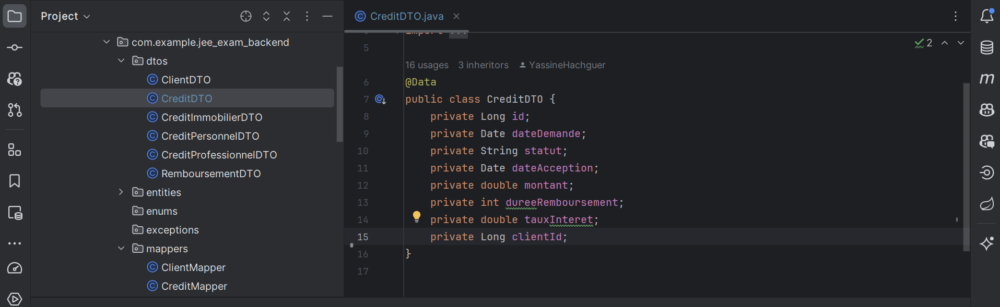 Project
com.example.jee_exam_backend
dtos
ClientDTO
CreditDTO
CreditImmobilierDTO
CreditPersonnelDTO
CreditProfessionnelDTO
RemboursementDTO
entities
enums
exceptions
mappers
ClientMapper
CreditMapper
CreditDTO.java
import ...
2
5
16 usages 3 inheritors YassineHachguer
6 @Data
7 public class CreditDTO {
8 private Long id;
9 private Date dateDemande;
10 private String statut;
11 private Date dateAcception;
12 private double montant;
13 private int dureeRemboursement;
14 private double tauxInteret;
15 private Long clientId;
16 }
17